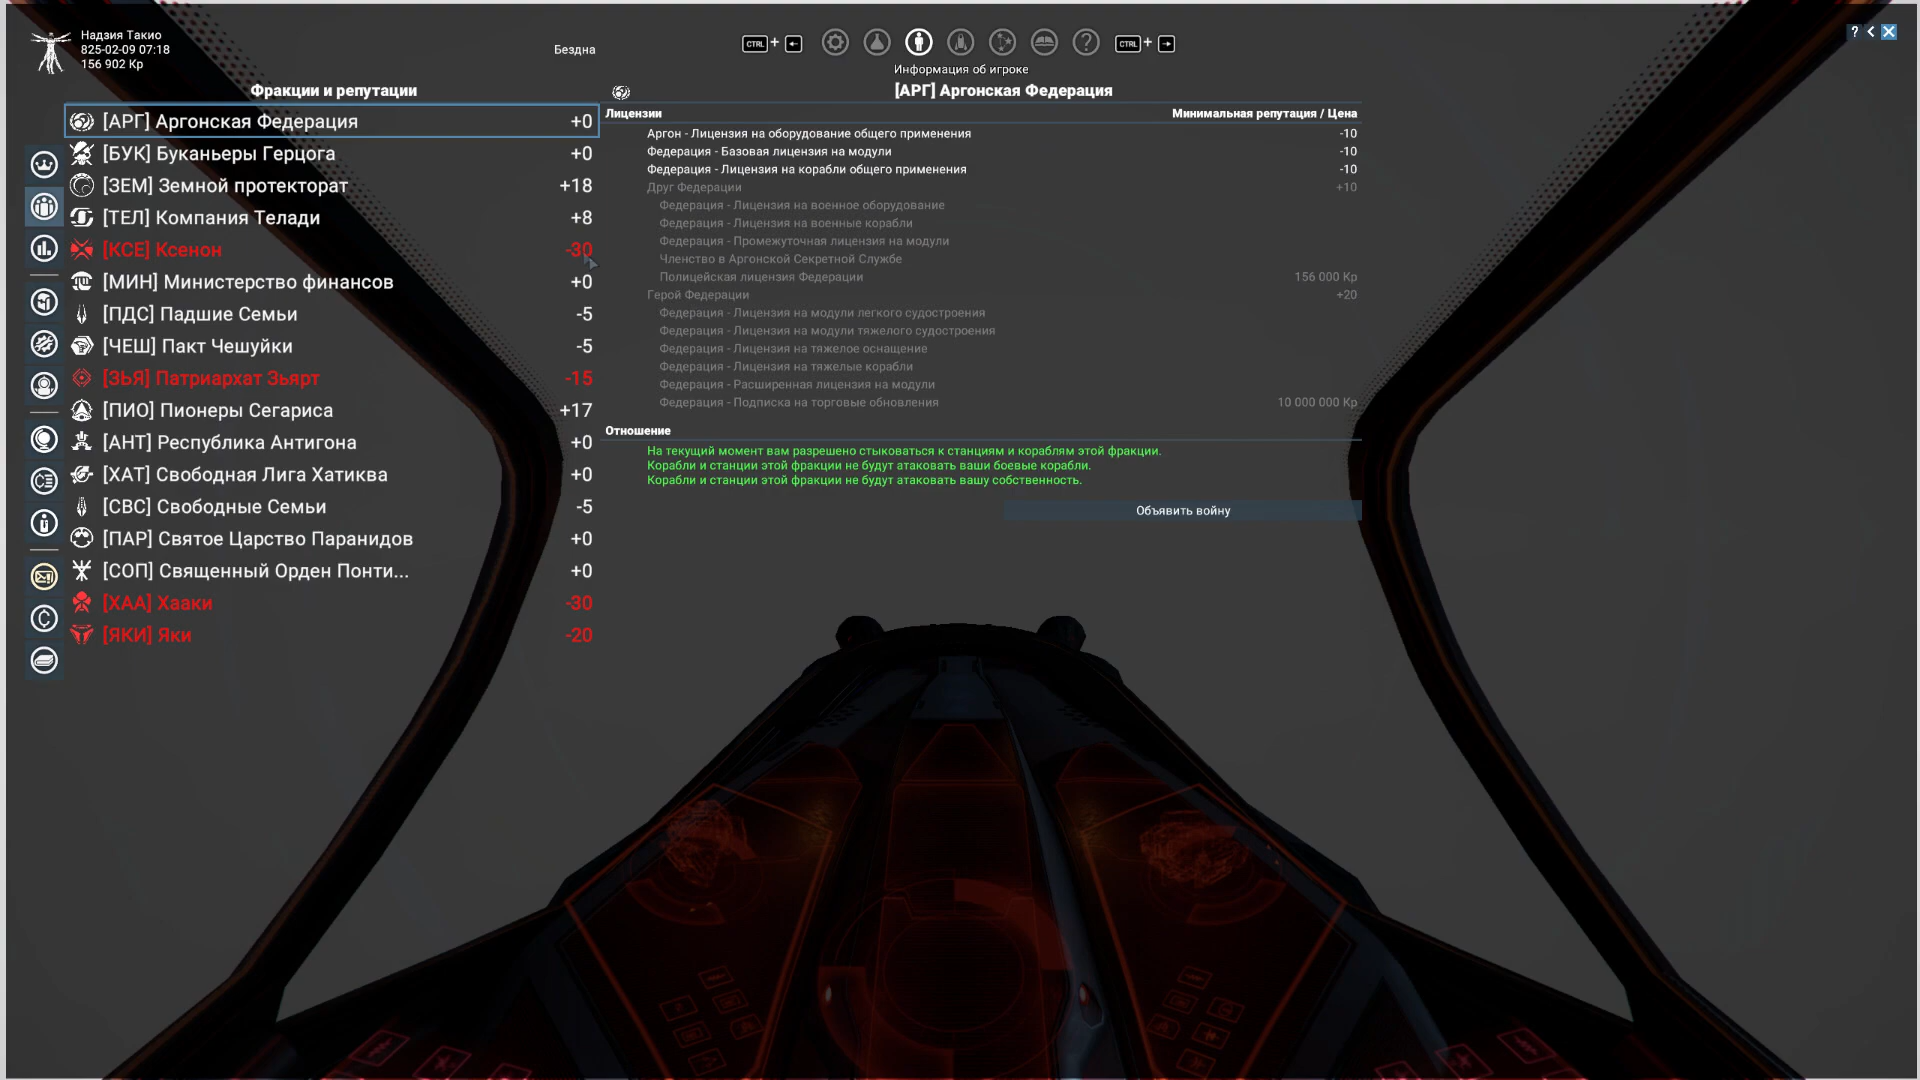 Надзия Такио
825-02-09 07:18
156 902 Кр
Бездна
CTRL + ←
CTRL + →
? <
Информация об игроке
Фракции и репутации
[АРГ] Аргонская Федерация +0
[БУК] Буканьеры Герцога +0
[ЗЕМ] Земной протекторат +18
[ТЕЛ] Компания Телади +8
[КСЕ] Ксенон -30
[МИН] Министерство финансов +0
[ПДС] Падшие Семьи -5
[ЧЕШ] Пакт Чешуйки -5
[ЗЬЯ] Патриархат Зьярт -15
[ПИО] Пионеры Сегариса +17
[АНТ] Республика Антигона +0
[ХАТ] Свободная Лига Хатиква +0
[СВС] Свободные Семьи -5
[ПАР] Святое Царство Паранидов +0
[СОП] Священный Орден Понти... +0
[ХАА] Хааки -30
[ЯКИ] Яки -20
[АРГ] Аргонская Федерация
Лицензии Минимальная репутация / Цена
Аргон - Лицензия на оборудование общего применения -10
Федерация - Базовая лицензия на модули -10
Федерация - Лицензия на корабли общего применения -10
Друг Федерации +10
Федерация - Лицензия на военное оборудование
Федерация - Лицензия на военные корабли
Федерация - Промежуточная лицензия на модули
Членство в Аргонской Секретной Службе
Полицейская лицензия Федерации 156 000 Кр
Герой Федерации +20
Федерация - Лицензия на модули легкого судостроения
Федерация - Лицензия на модули тяжелого судостроения
Федерация - Лицензия на тяжелое оснащение
Федерация - Лицензия на тяжелые корабли
Федерация - Расширенная лицензия на модули
Федерация - Подписка на торговые обновления 10 000 000 Кр
Отношение
На текущий момент вам разрешено стыковаться к станциям и кораблям этой фракции.
Корабли и станции этой фракции не будут атаковать ваши боевые корабли.
Корабли и станции этой фракции не будут атаковать вашу собственность.
Объявить войну